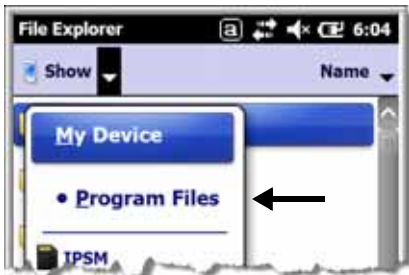 File Explorer a 6:04
Show Name
My Device
• Program Files
IPSM